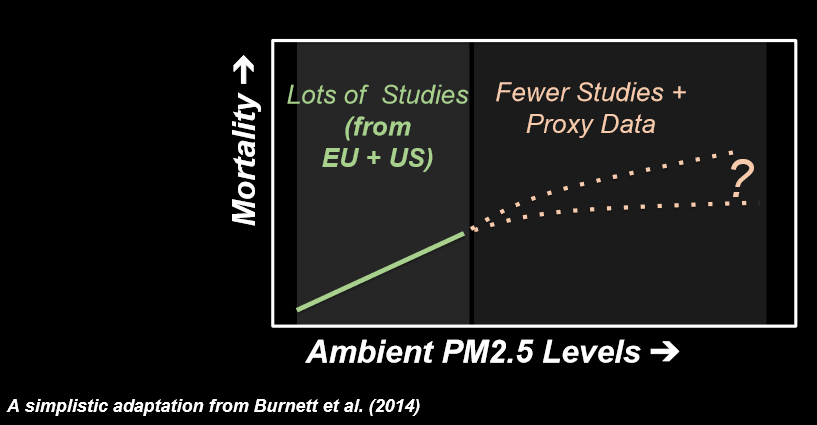 Lots of Studies
(from
EU + US)
Fewer Studies +
Proxy Data
?
Mortality →
Ambient PM2.5 Levels →
A simplistic adaptation from Burnett et al. (2014)